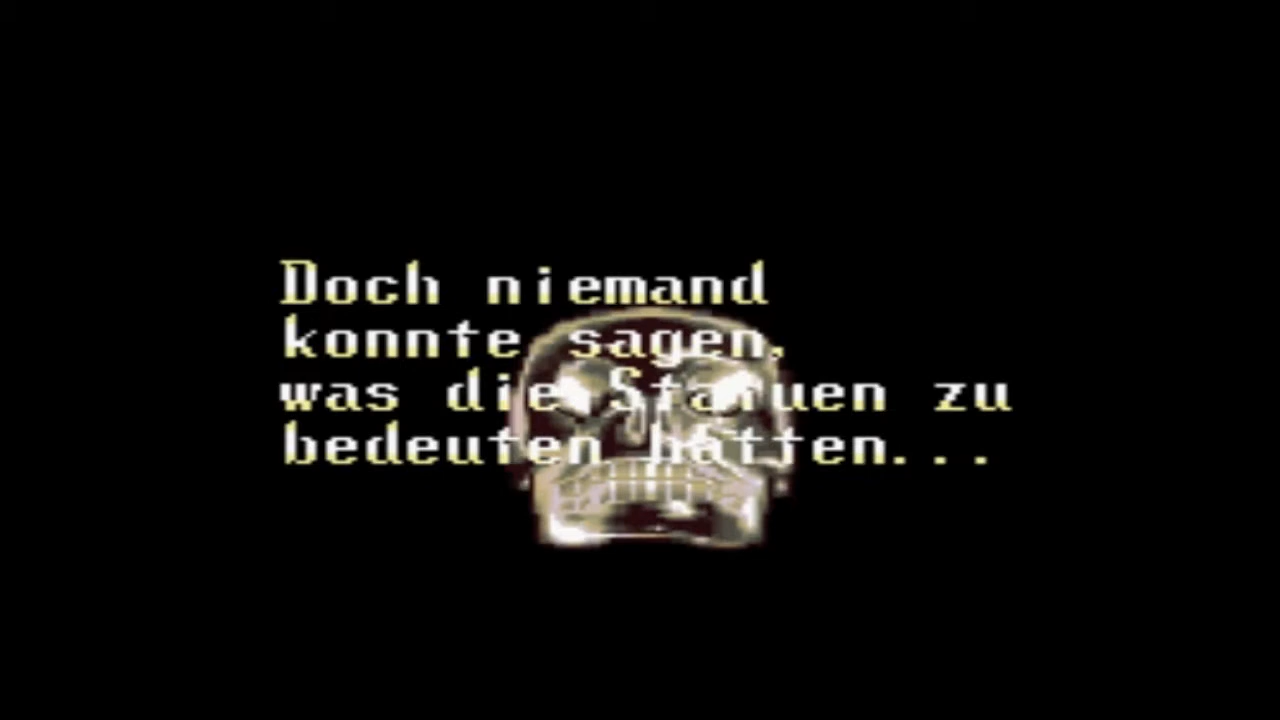 Doch niemand
konnte sagen,
was die Statuen zu
bedeuten hatten...